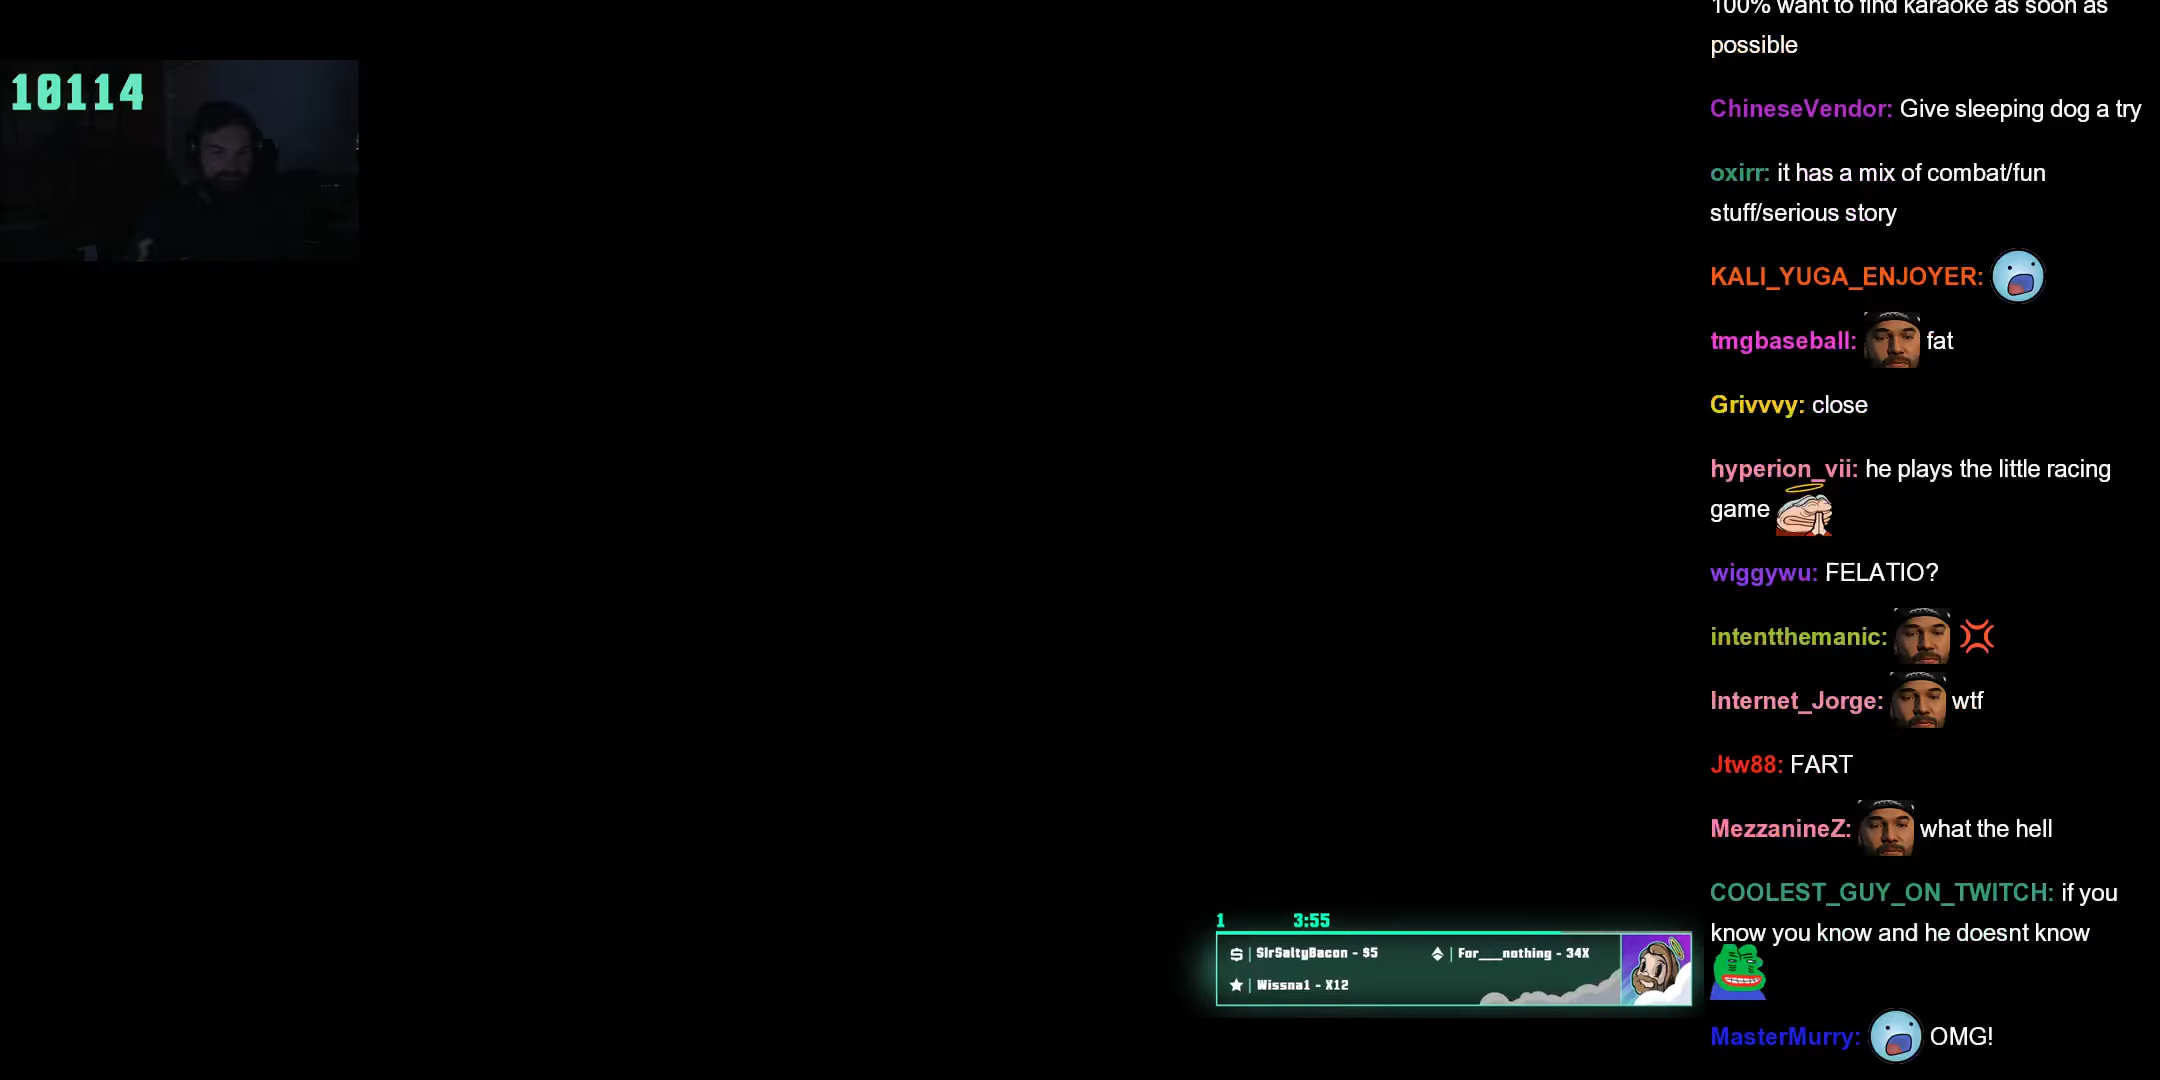 100% want to find karaoke as soon as
possible
10114
ChineseVendor: Give sleeping dog a try
oxirr: it has a mix of combat/fun
stuff/serious story
KALI_YUGA_ENJOYER:
tmgbaseball: fat
Grivvvy: close
hyperion_vii: he plays the little racing
game
wiggywu: FELATIO?
intentthemanic:
Internet_Jorge: wtf
Jtw88: FART
MezzanineZ: what the hell
COOLEST_GUY_ON_TWITCH: if you
know you know and he doesnt know
MasterMurry: OMG!
1 3:55
$ | SirSaltyBacon - $5
| For___nothing - 34X
★ | Wissna1 - X12